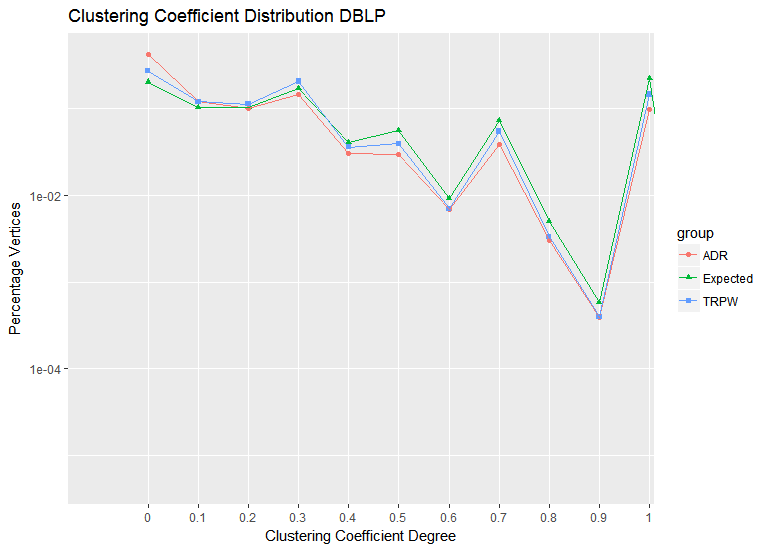 Clustering Coefficient Distribution DBLP
Percentage Vertices
1e-02
1e-04
0 0.1 0.2 0.3 0.4 0.5 0.6 0.7 0.8 0.9 1
Clustering Coefficient Degree
group
ADR
Expected
TRPW